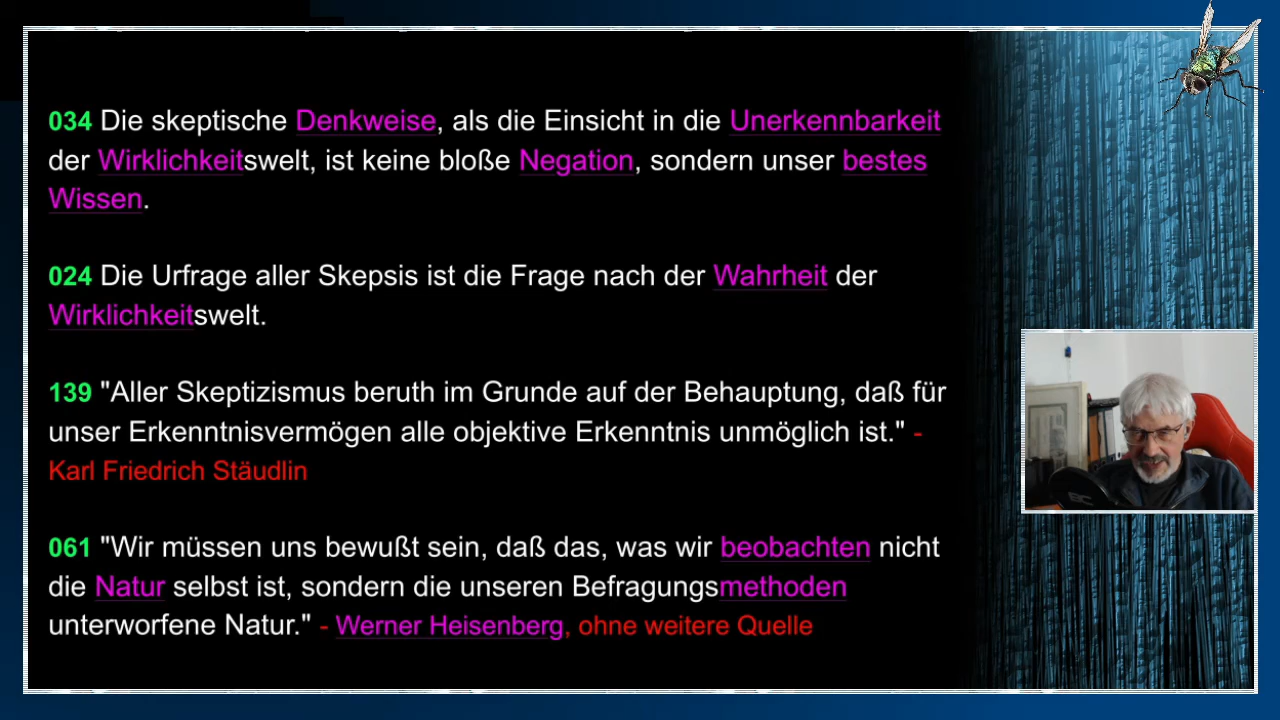 034 Die skeptische Denkweise, als die Einsicht in die Unerkennbarkeit
der Wirklichkeitswelt, ist keine bloße Negation, sondern unser bestes
Wissen.
024 Die Urfrage aller Skepsis ist die Frage nach der Wahrheit der
Wirklichkeitswelt.
139 "Aller Skeptizismus beruth im Grunde auf der Behauptung, daß für
unser Erkenntnisvermögen alle objektive Erkenntnis unmöglich ist." -
Karl Friedrich Stäudlin
061 "Wir müssen uns bewußt sein, daß das, was wir beobachten nicht
die Natur selbst ist, sondern die unseren Befragungsmethoden
unterworfene Natur." - Werner Heisenberg, ohne weitere Quelle